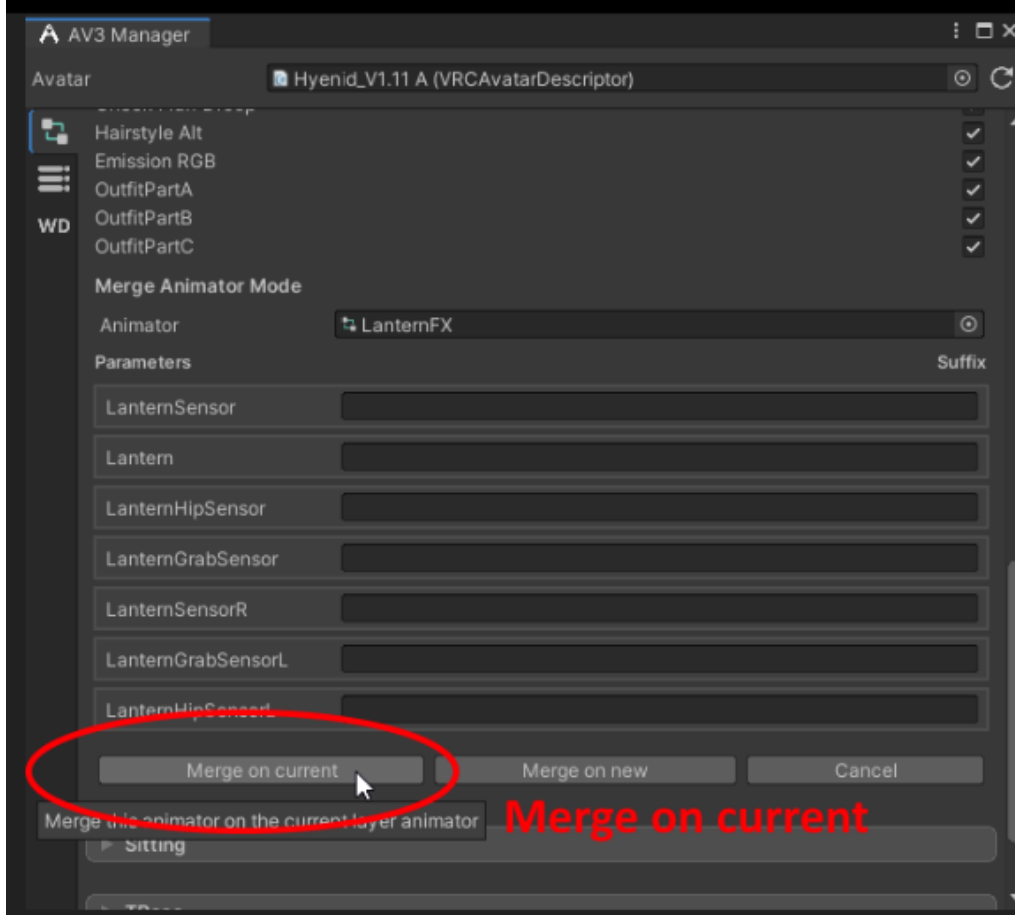 AV3 Manager
Avatar
Hyenid_V1.11 A (VRCAvatarDescriptor)
Hairstyle Alt
Emission RGB
OutfitPartA
WD
OutfitPartB
OutfitPartC
Merge Animator Mode
Animator
LanternFX
Parameters
Suffix
LanternSensor
Lantern
LanternHipSensor
LanternGrabSensor
LanternSensorR
LanternGrabSensorL
LanternHipSensorL
Merge on current
Merge on new
Cancel
Merge this animator on the current layer animator
Merge on current
Sitting
TPose